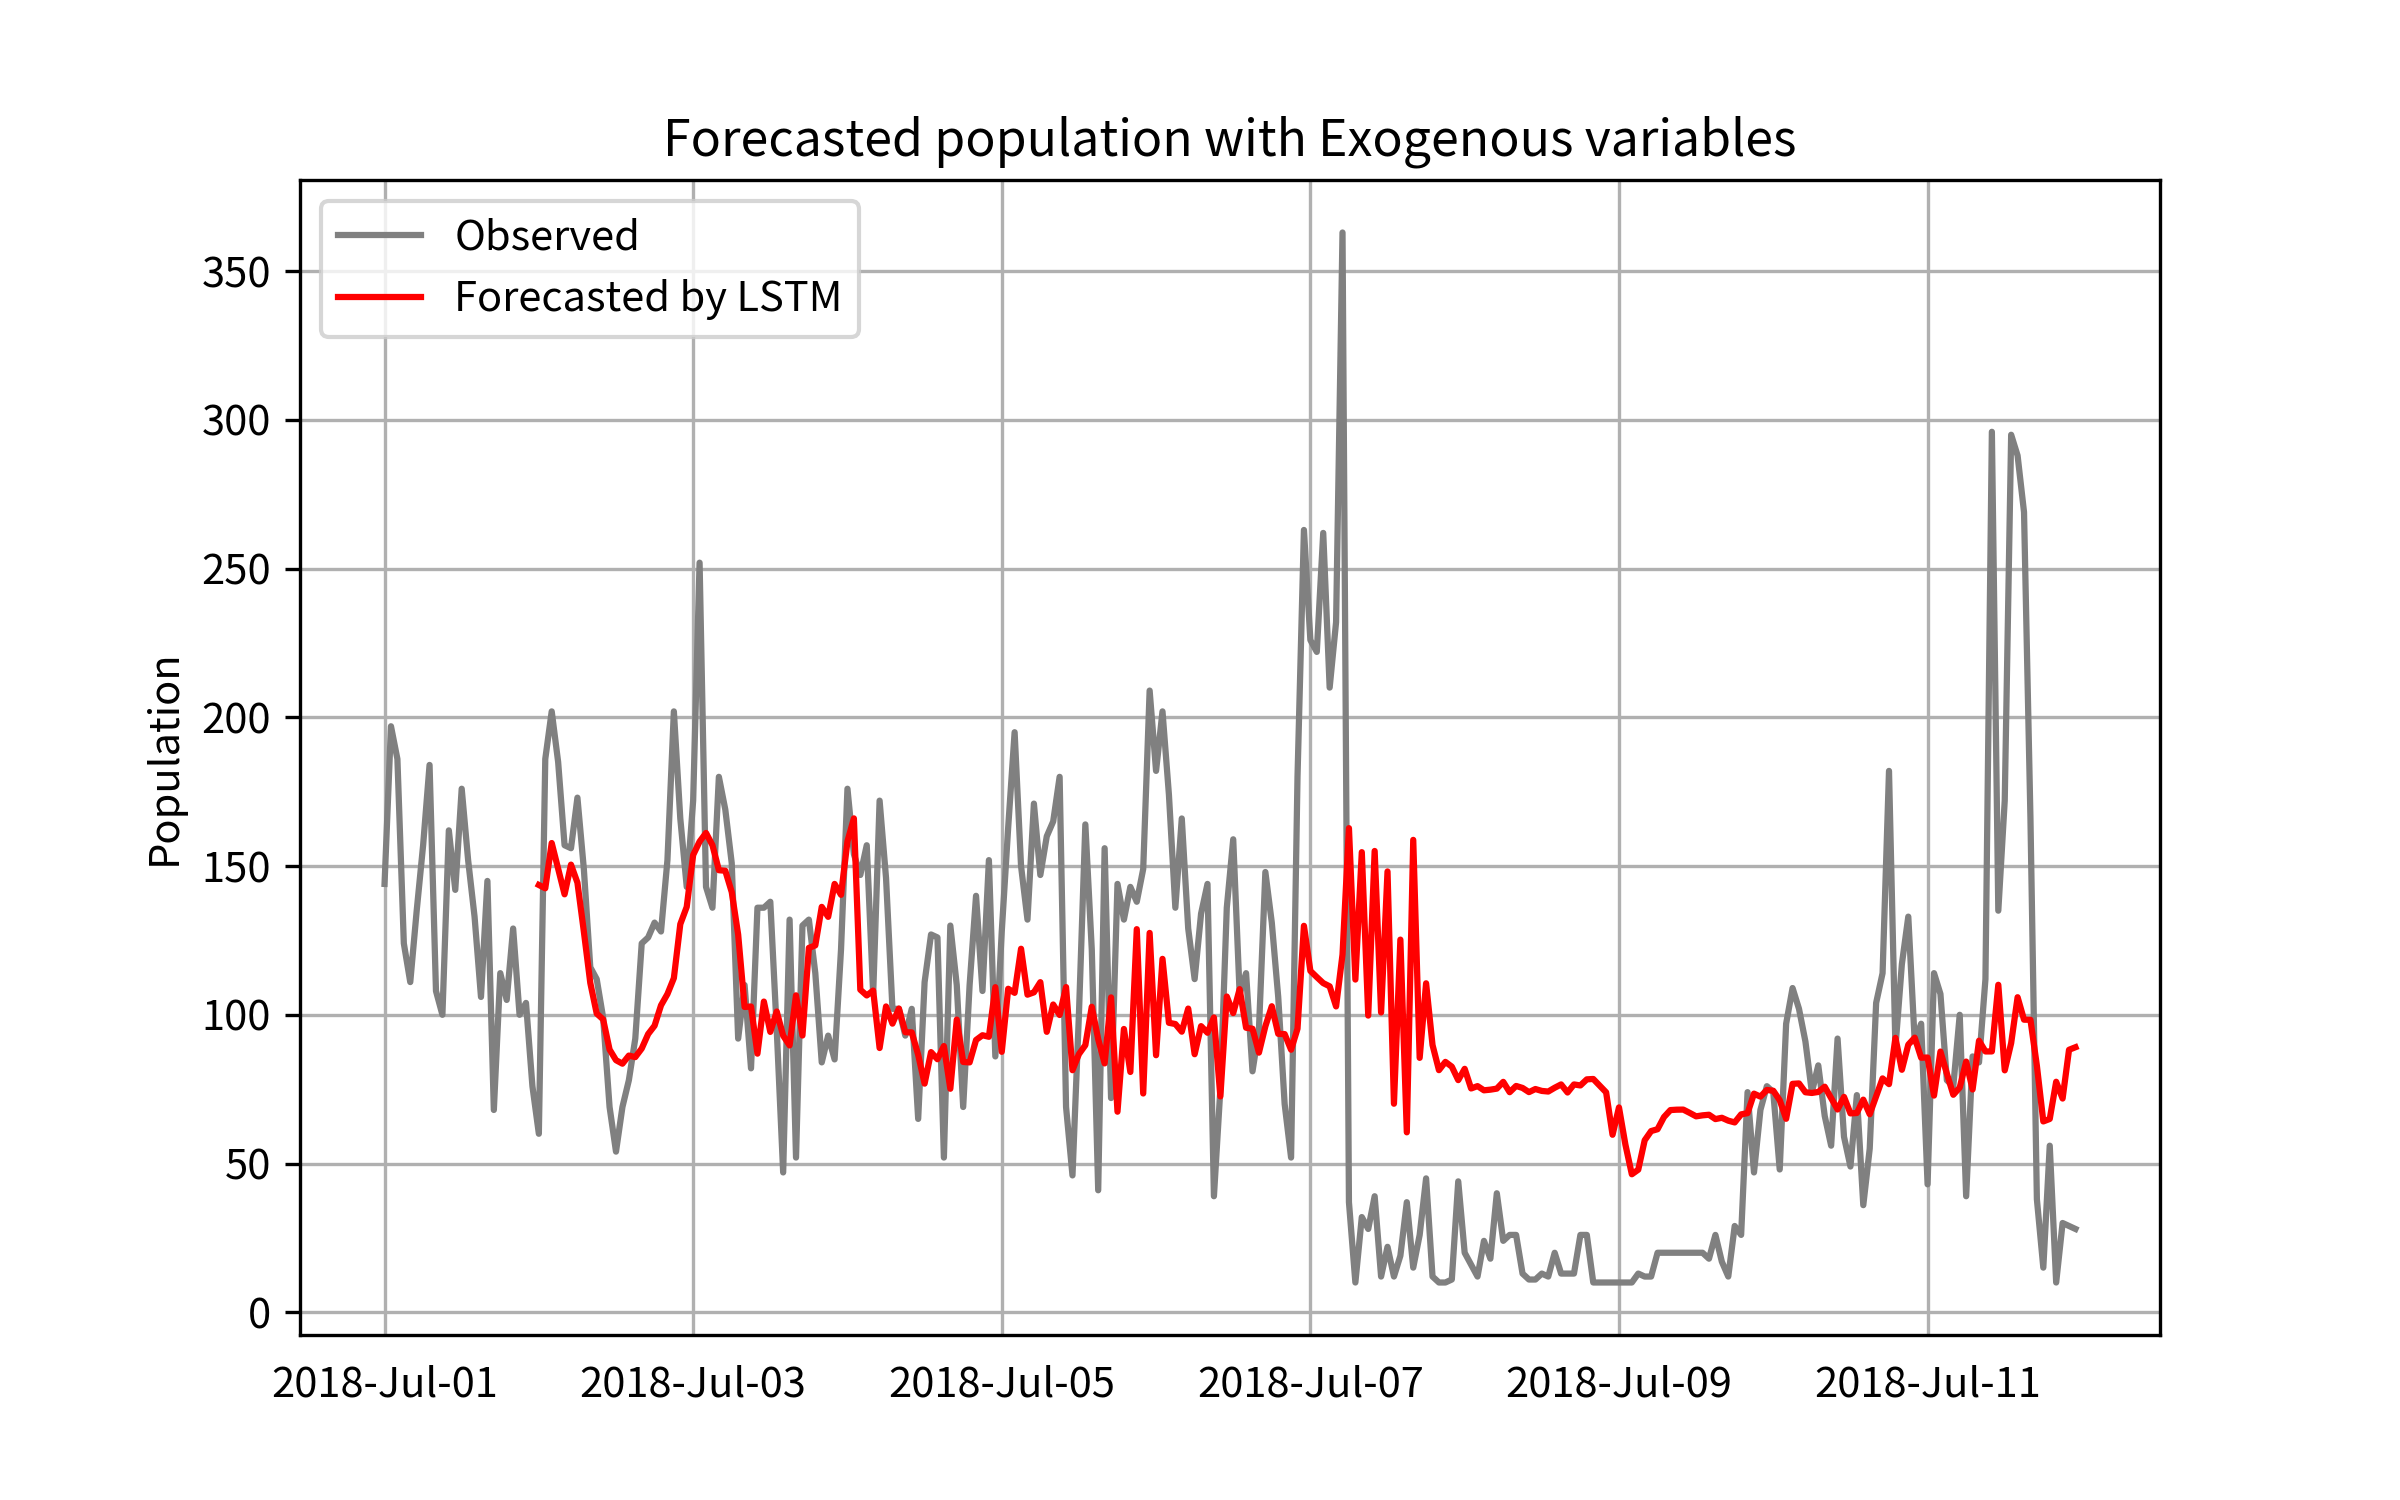 Forecasted population with Exogenous variables
Observed
Forecasted by LSTM
Population
350
300
250
200
150
100
50
0
2018-Jul-01 2018-Jul-03 2018-Jul-05 2018-Jul-07 2018-Jul-09 2018-Jul-11